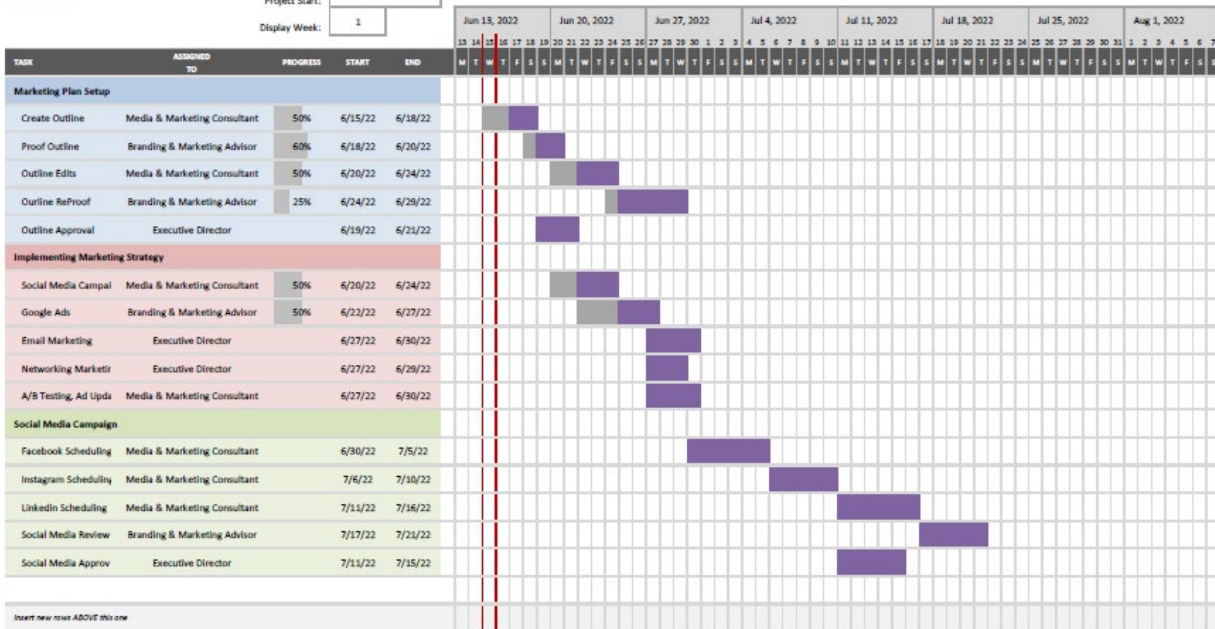 Project Start:
Display Week: 1
Jun 13, 2022 Jun 20, 2022 Jun 27, 2022 Jul 4, 2022 Jul 11, 2022 Jul 18, 2022 Jul 25, 2022 Aug 1, 2022
13 14 15 16 17 18 19 20 21 22 23 24 25 26 27 28 29 30 1 2 3 4 5 6 7 8 9 10 11 12 13 14 15 16 17 18 19 20 21 22 23 24 25 26 27 28 29 30 31 1 2 3 4 5 6 7
TASK ASSIGNED TO PROGRESS START END M T W T F S S M T W T F S S M T W T F S S M T W T F S S M T W T F S S M T W T F S S M T W T F S S M T W T F S S
Marketing Plan Setup
Create Outline Media & Marketing Consultant 50% 6/15/22 6/18/22
Proof Outline Branding & Marketing Advisor 60% 6/18/22 6/20/22
Outline Edits Media & Marketing Consultant 50% 6/20/22 6/24/22
Ourline ReProof Branding & Marketing Advisor 25% 6/24/22 6/29/22
Outline Approval Executive Director 6/19/22 6/21/22
Implementing Marketing Strategy
Social Media Campai Media & Marketing Consultant 50% 6/20/22 6/24/22
Google Ads Branding & Marketing Advisor 50% 6/22/22 6/27/22
Email Marketing Executive Director 6/27/22 6/30/22
Networking Marketir Executive Director 6/27/22 6/29/22
A/B Testing, Ad Upda Media & Marketing Consultant 6/27/22 6/30/22
Social Media Campaign
Facebook Scheduling Media & Marketing Consultant 6/30/22 7/5/22
Instagram Scheduling Media & Marketing Consultant 7/6/22 7/10/22
Linkedin Scheduling Media & Marketing Consultant 7/11/22 7/16/22
Social Media Review Branding & Marketing Advisor 7/17/22 7/21/22
Social Media Approv Executive Director 7/11/22 7/15/22
Insert new rows ABOVE this one